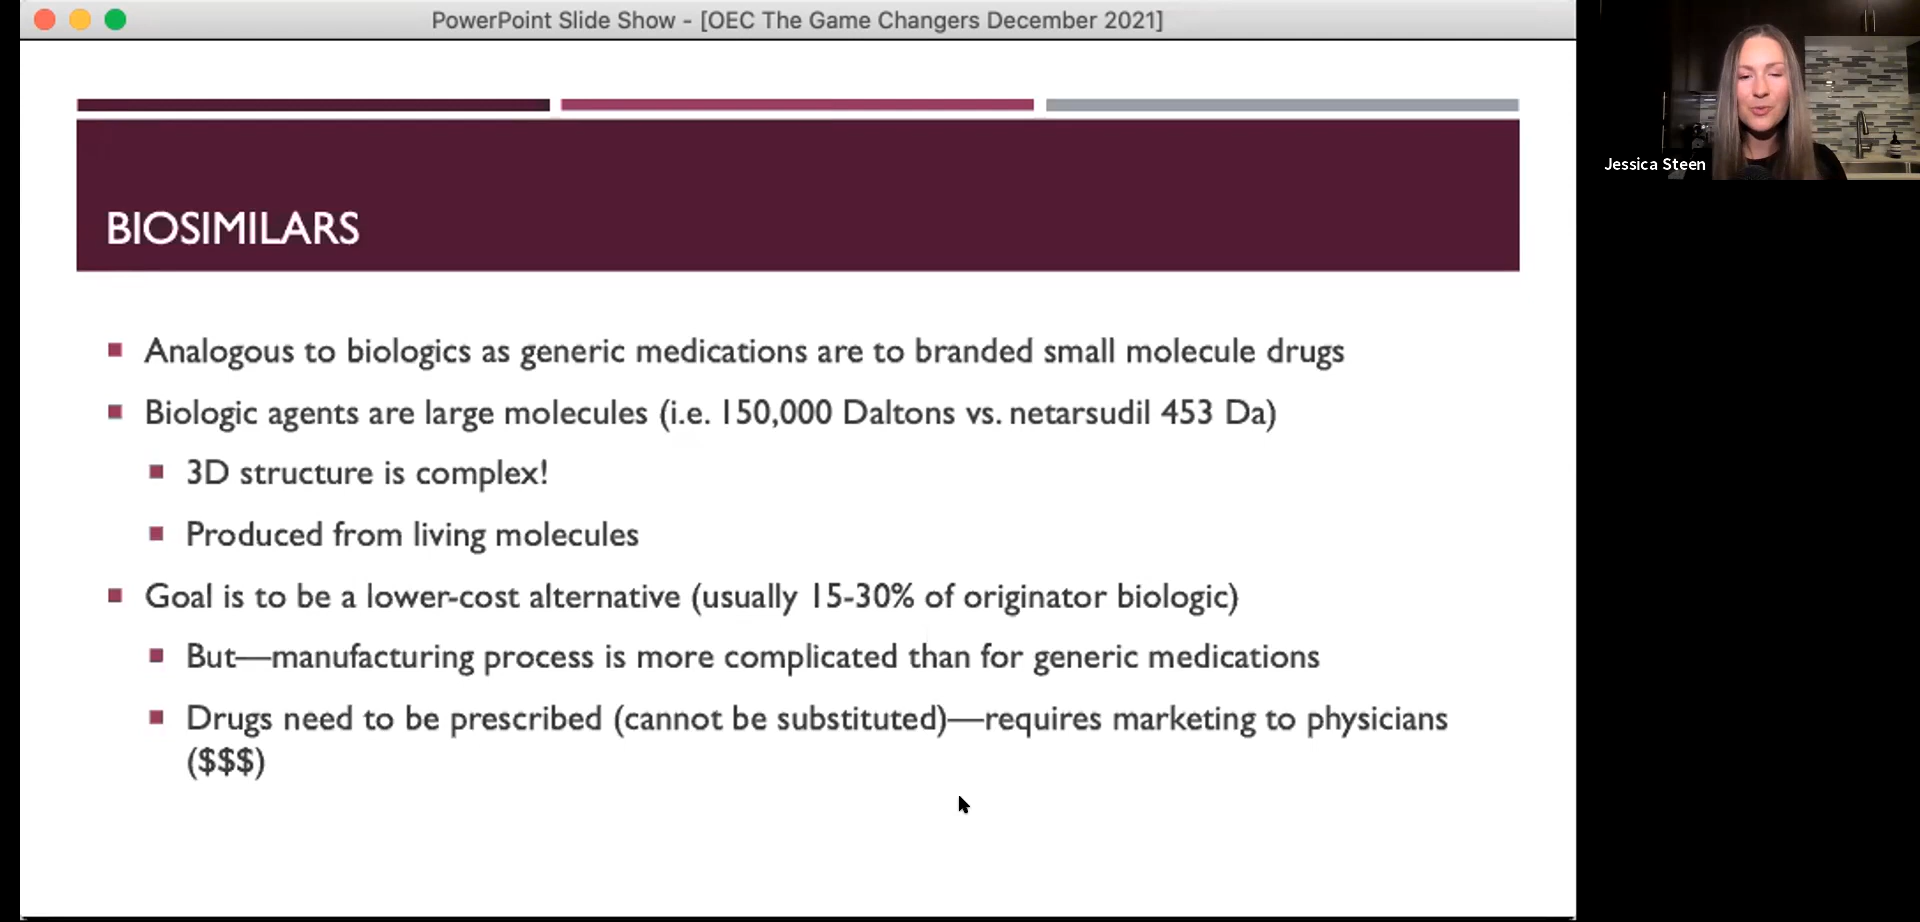 PowerPoint Slide Show - [OEC The Game Changers December 2021]
Jessica Steen
BIOSIMILARS
Analogous to biologics as generic medications are to branded small molecule drugs
Biologic agents are large molecules (i.e. 150,000 Daltons vs. netarsudil 453 Da)
3D structure is complex!
Produced from living molecules
Goal is to be a lower-cost alternative (usually 15-30% of originator biologic)
But—manufacturing process is more complicated than for generic medications
Drugs need to be prescribed (cannot be substituted)—requires marketing to physicians
($$$)